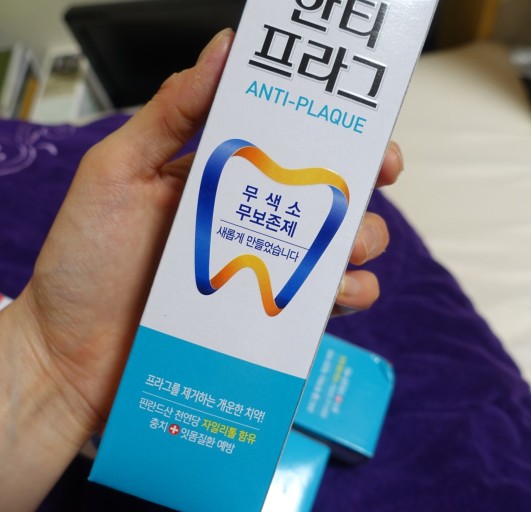 안티
프라그
ANTI-PLAQUE
무 색 소
무보존제
새롭게 만들었습니다
프라그를 제거하는 개운한 치약!
핀란드산 천연당 자일리톨 함유
충치 + 잇몸질환 예방